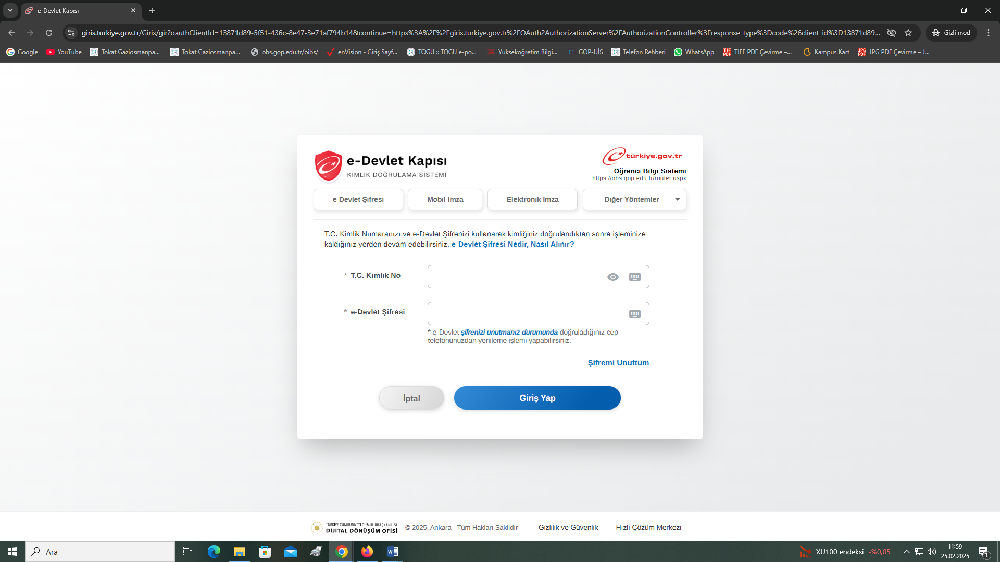 e-Devlet Kapısı
giris.turkiye.gov.tr/Giris/gir?oauthClientId=13871d89-5f51-436c-8e47-3e71af794b14&continue=https%3A%2F%2Fgiris.turkiye.gov.tr%2FOAuth2AuthorizationServer%2FAuthorizationController%3Fresponse_type%3Dcode%26client_id%3D13871d89...
Gizli mod
Google
YouTube
Tokat Gaziosmanpa...
Tokat Gaziosmanpa...
obs.gop.edu.tr/oibs/
enVision - Giriş Sayf...
TOGU :: TOGU e-po...
Yükseköğretim Bilgi...
GOP-UİS
Telefon Rehberi
WhatsApp
TIFF PDF Çevirme –...
Kampüs Kart
JPG PDF Çevirme – J...
e-Devlet Kapısı
KİMLİK DOĞRULAMA SİSTEMİ
türkiye.gov.tr
Öğrenci Bilgi Sistemi
https://obs.gop.edu.tr/router.aspx
e-Devlet Şifresi
Mobil İmza
Elektronik İmza
Diğer Yöntemler
T.C. Kimlik Numaranızı ve e-Devlet Şifrenizi kullanarak kimliğiniz doğrulandıktan sonra işleminize
kaldığınız yerden devam edebilirsiniz. e-Devlet Şifresi Nedir, Nasıl Alınır?
* T.C. Kimlik No
* e-Devlet Şifresi
* e-Devlet şifrenizi unutmanız durumunda doğruladığınız cep
telefonunuzdan yenileme işlemi yapabilirsiniz.
Şifremi Unuttum
İptal
Giriş Yap
TÜRKİYE CUMHURİYETİ CUMHURBAŞKANLIĞI
DİJİTAL DÖNÜŞÜM OFİSİ
© 2025, Ankara - Tüm Hakları Saklıdır
Gizlilik ve Güvenlik
Hızlı Çözüm Merkezi
Ara
XU100 endeksi -%0,05
11:59
25.02.2025
1